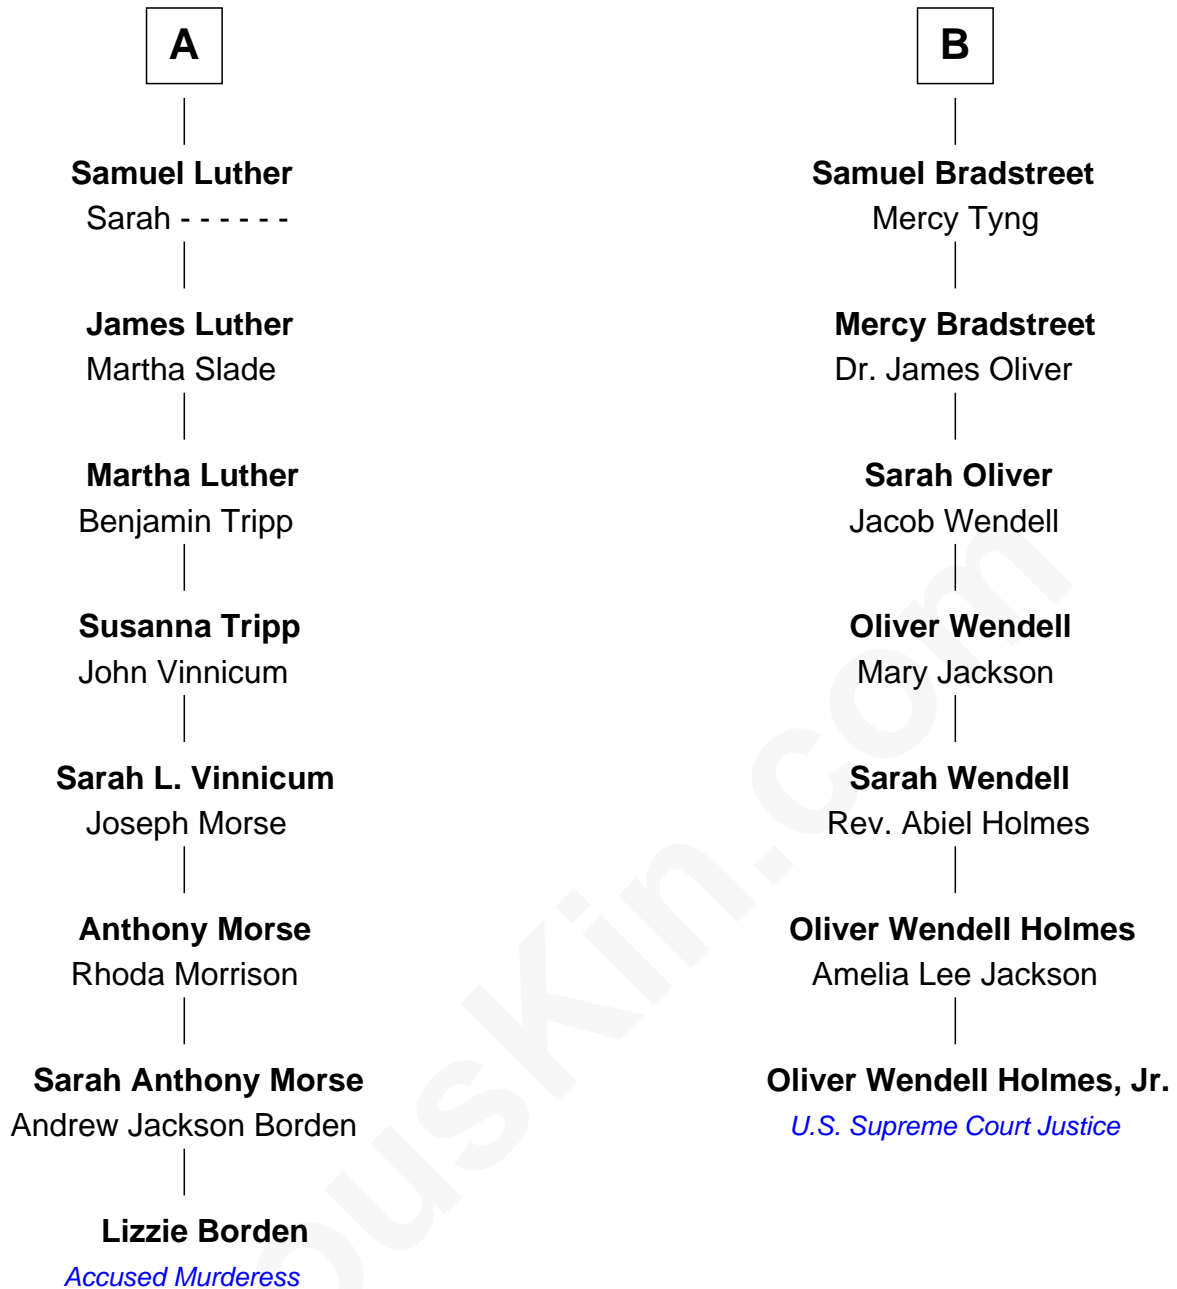 A
Samuel Luther
Sarah - - - - - -
James Luther
Martha Slade
Martha Luther
Benjamin Tripp
Susanna Tripp
John Vinnicum
Sarah L. Vinnicum
Joseph Morse
Anthony Morse
Rhoda Morrison
Sarah Anthony Morse
Andrew Jackson Borden
Lizzie Borden
Accused Murderess
B
Samuel Bradstreet
Mercy Tyng
Mercy Bradstreet
Dr. James Oliver
Sarah Oliver
Jacob Wendell
Oliver Wendell
Mary Jackson
Sarah Wendell
Rev. Abiel Holmes
Oliver Wendell Holmes
Amelia Lee Jackson
Oliver Wendell Holmes, Jr.
U.S. Supreme Court Justice
ousKin.com